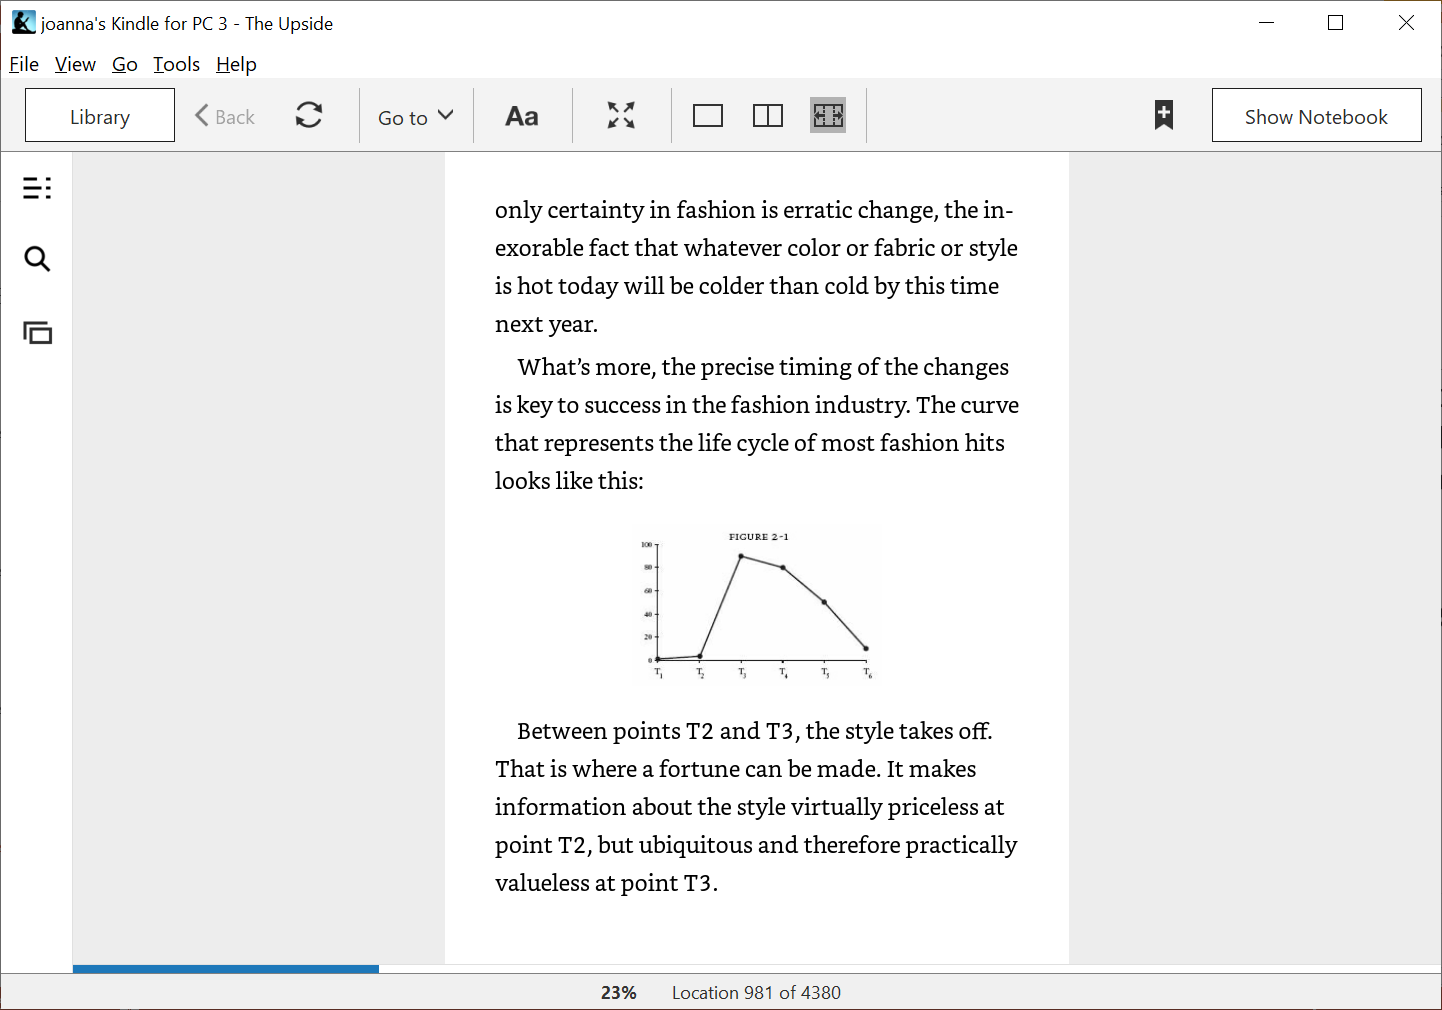 joanna's Kindle for PC 3 - The Upside
File View Go Tools Help
Library Back Go to Aa Show Notebook
only certainty in fashion is erratic change, the in-
exorable fact that whatever color or fabric or style
is hot today will be colder than cold by this time
next year.
What’s more, the precise timing of the changes
is key to success in the fashion industry. The curve
that represents the life cycle of most fashion hits
looks like this:
FIGURE 2-1
100
80
60
40
20
0
T1 T2 T3 T4 T5 T6
Between points T2 and T3, the style takes off.
That is where a fortune can be made. It makes
information about the style virtually priceless at
point T2, but ubiquitous and therefore practically
valueless at point T3.
23% Location 981 of 4380